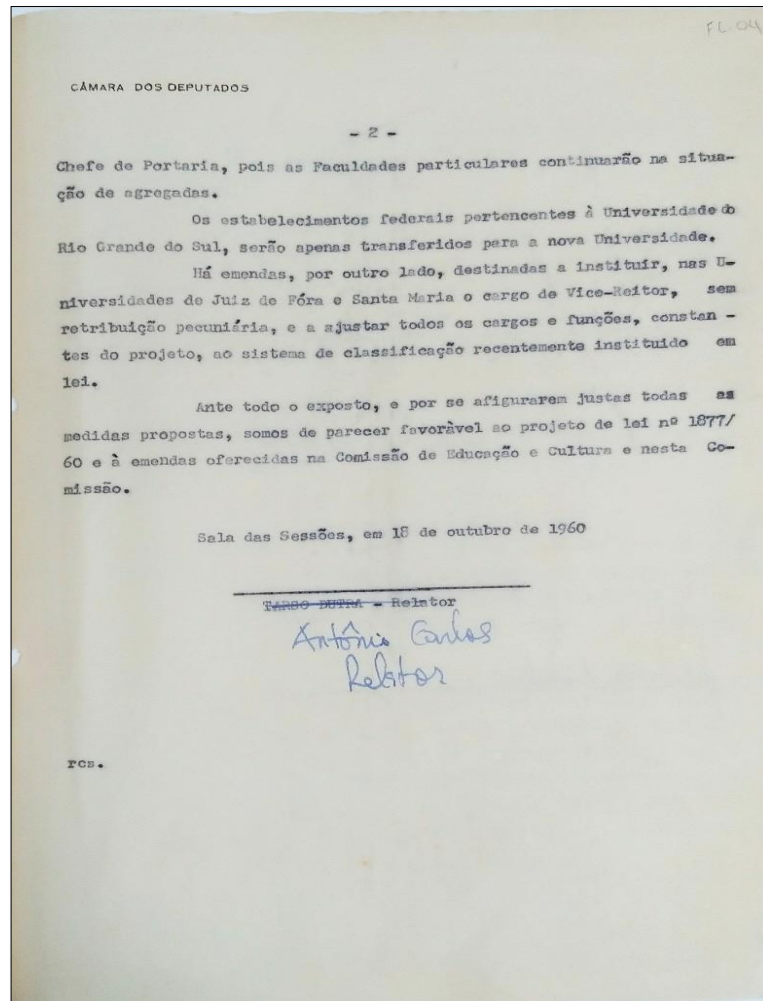 FL.04
CÂMARA DOS DEPUTADOS
- 2 -
Chefe de Portaria, pois as Faculdades particulares continuarão na situa-
ção de agregadas.
Os estabelecimentos federais pertencentes à Universidade do
Rio Grande do Sul, serão apenas transferidos para a nova Universidade.
Há emendas, por outro lado, destinadas a instituir, nas U-
niversidades de Juiz de Fóra e Santa Maria o cargo de Vice-Reitor, sem
retribuição pecuniária, e a ajustar todos os cargos e funções, constan -
tes do projeto, ao sistema de classificação recentemente instituido em
lei.
Ante todo o exposto, e por se afigurarem justas todas as
medidas propostas, somos de parecer favorável ao projeto de lei nº 1877/
60 e à emendas oferecidas na Comissão de Educação e Cultura e nesta Co-
missão.
Sala das Sessões, em 18 de outubro de 1960
TARSO DUTRA - Relator
Antônio Carlos
Relator
rcs.